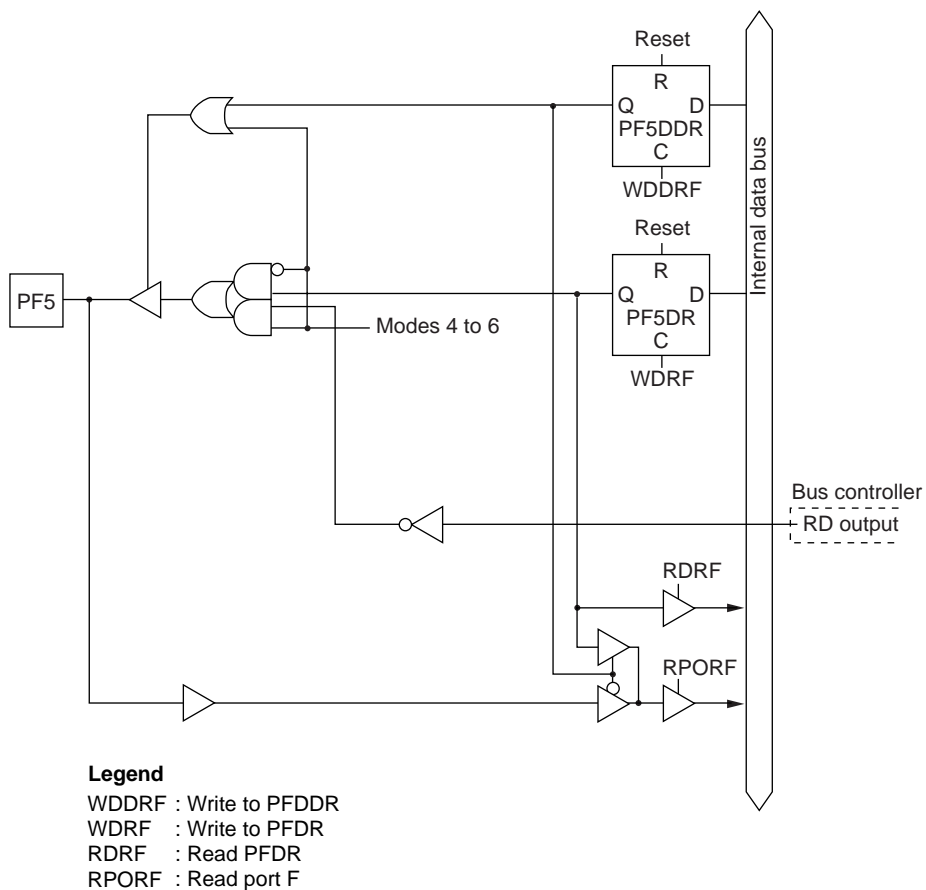 Reset
R
Q D
PF5DDR
C
WDDRF
Internal data bus
Reset
R
Q D
PF5DR
C
WDRF
PF5
Modes 4 to 6
Bus controller
RD output
RDRF
RPORF
Legend
WDDRF : Write to PFDDR
WDRF : Write to PFDR
RDRF : Read PFDR
RPORF : Read port F